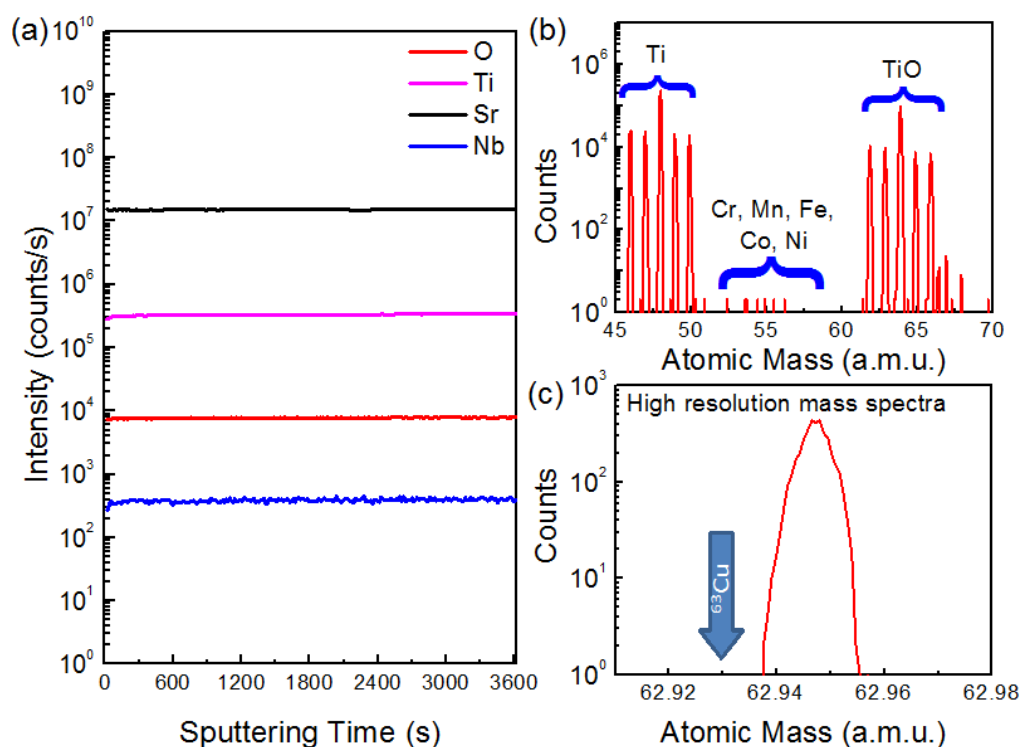 (a)
10^10
10^9
10^8
10^7
10^6
10^5
10^4
10^3
10^2
10^1
10^0
Intensity (counts/s)
O
Ti
Sr
Nb
0 600 1200 1800 2400 3000 3600
Sputtering Time (s)
(b)
10^6
10^4
10^2
10^0
Counts
Ti
TiO
Cr, Mn, Fe,
Co, Ni
45 50 55 60 65 70
Atomic Mass (a.m.u.)
(c)
10^3
10^2
10^1
10^0
Counts
High resolution mass spectra
63Cu
62.92 62.94 62.96 62.98
Atomic Mass (a.m.u.)